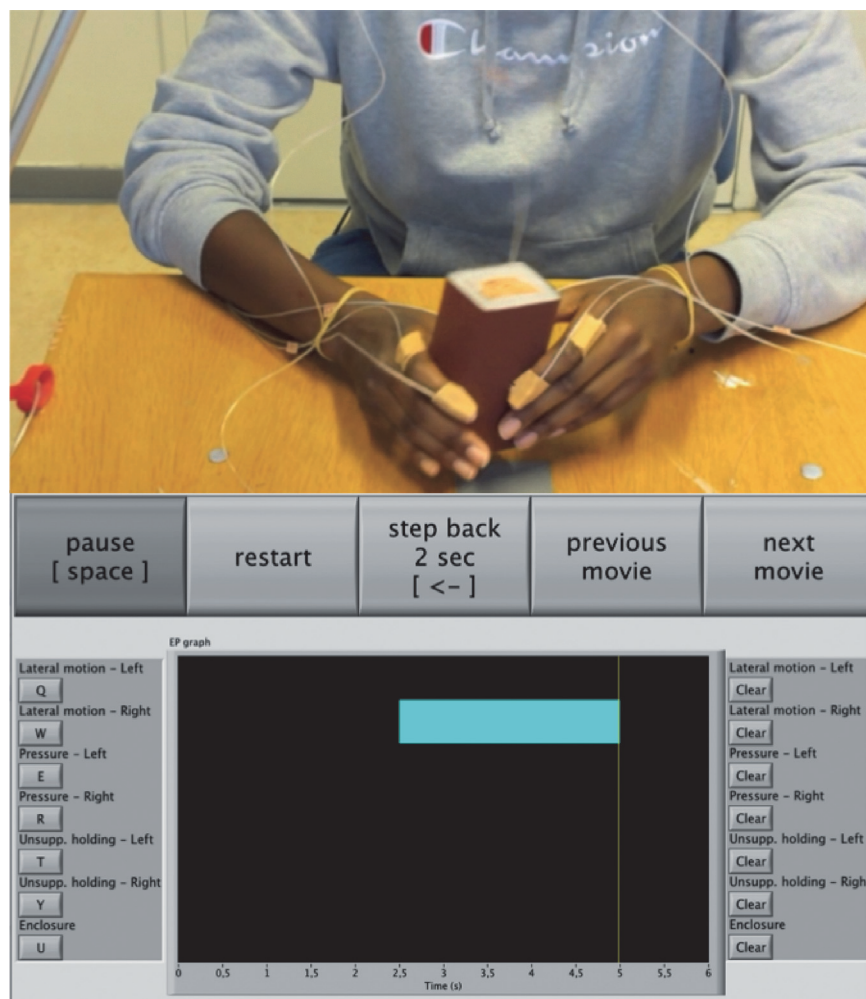 Champion
pause
[ space ]
restart
step back
2 sec
[ <- ]
previous
movie
next
movie
EP graph
Lateral motion - Left
Q
Lateral motion - Right
W
Pressure - Left
E
Pressure - Right
R
Unsupp. holding - Left
T
Unsupp. holding - Right
Y
Enclosure
U
Lateral motion - Left
Clear
Lateral motion - Right
Clear
Pressure - Left
Clear
Pressure - Right
Clear
Unsupp. holding - Left
Clear
Unsupp. holding - Righ
Clear
Enclosure
Clear
0 0,5 1 1,5 2 2,5 3 3,5 4 4,5 5 5,5 6
Time (s)